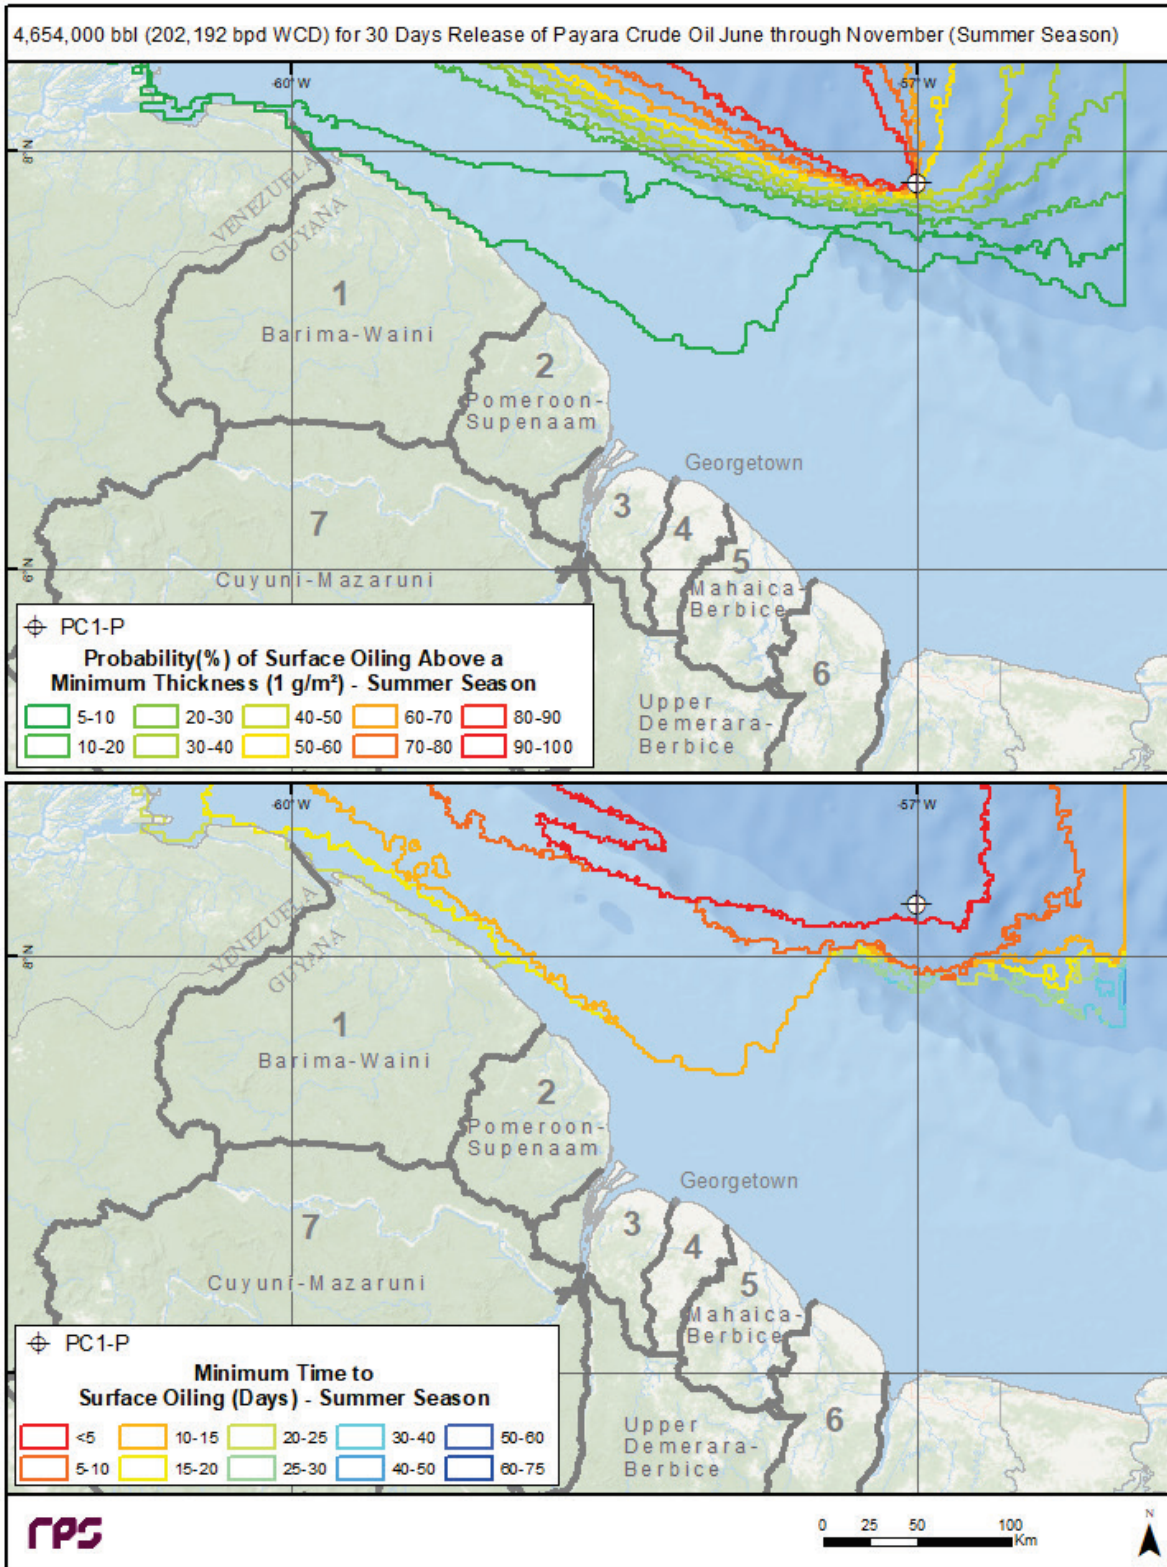 4,654,000 bbl (202,192 bpd WCD) for 30 Days Release of Payara Crude Oil June through November (Summer Season)
-60° W
-57° W
8° N
VENEZUELA
GUYANA
1
Barima-Waini
2
Pomeroon-
Supenaam
Georgetown
3
4
7
5
6° N
Cuyuni-Mazaruni
Mahaica-
Berbice
6
Upper
Demerara-
Berbice
PC1-P
Probability(%) of Surface Oiling Above a
Minimum Thickness (1 g/m²) - Summer Season
5-10 20-30 40-50 60-70 80-90
10-20 30-40 50-60 70-80 90-100
-60° W
-57° W
8° N
VENEZUELA
GUYANA
1
Barima-Waini
2
Pomeroon-
Supenaam
Georgetown
3
4
7
5
Cuyuni-Mazaruni
Mahaica-
Berbice
6
Upper
Demerara-
Berbice
PC1-P
Minimum Time to
Surface Oiling (Days) - Summer Season
<5 10-15 20-25 30-40 50-60
5-10 15-20 25-30 40-50 60-75
rps
0 25 50 100
Km
N